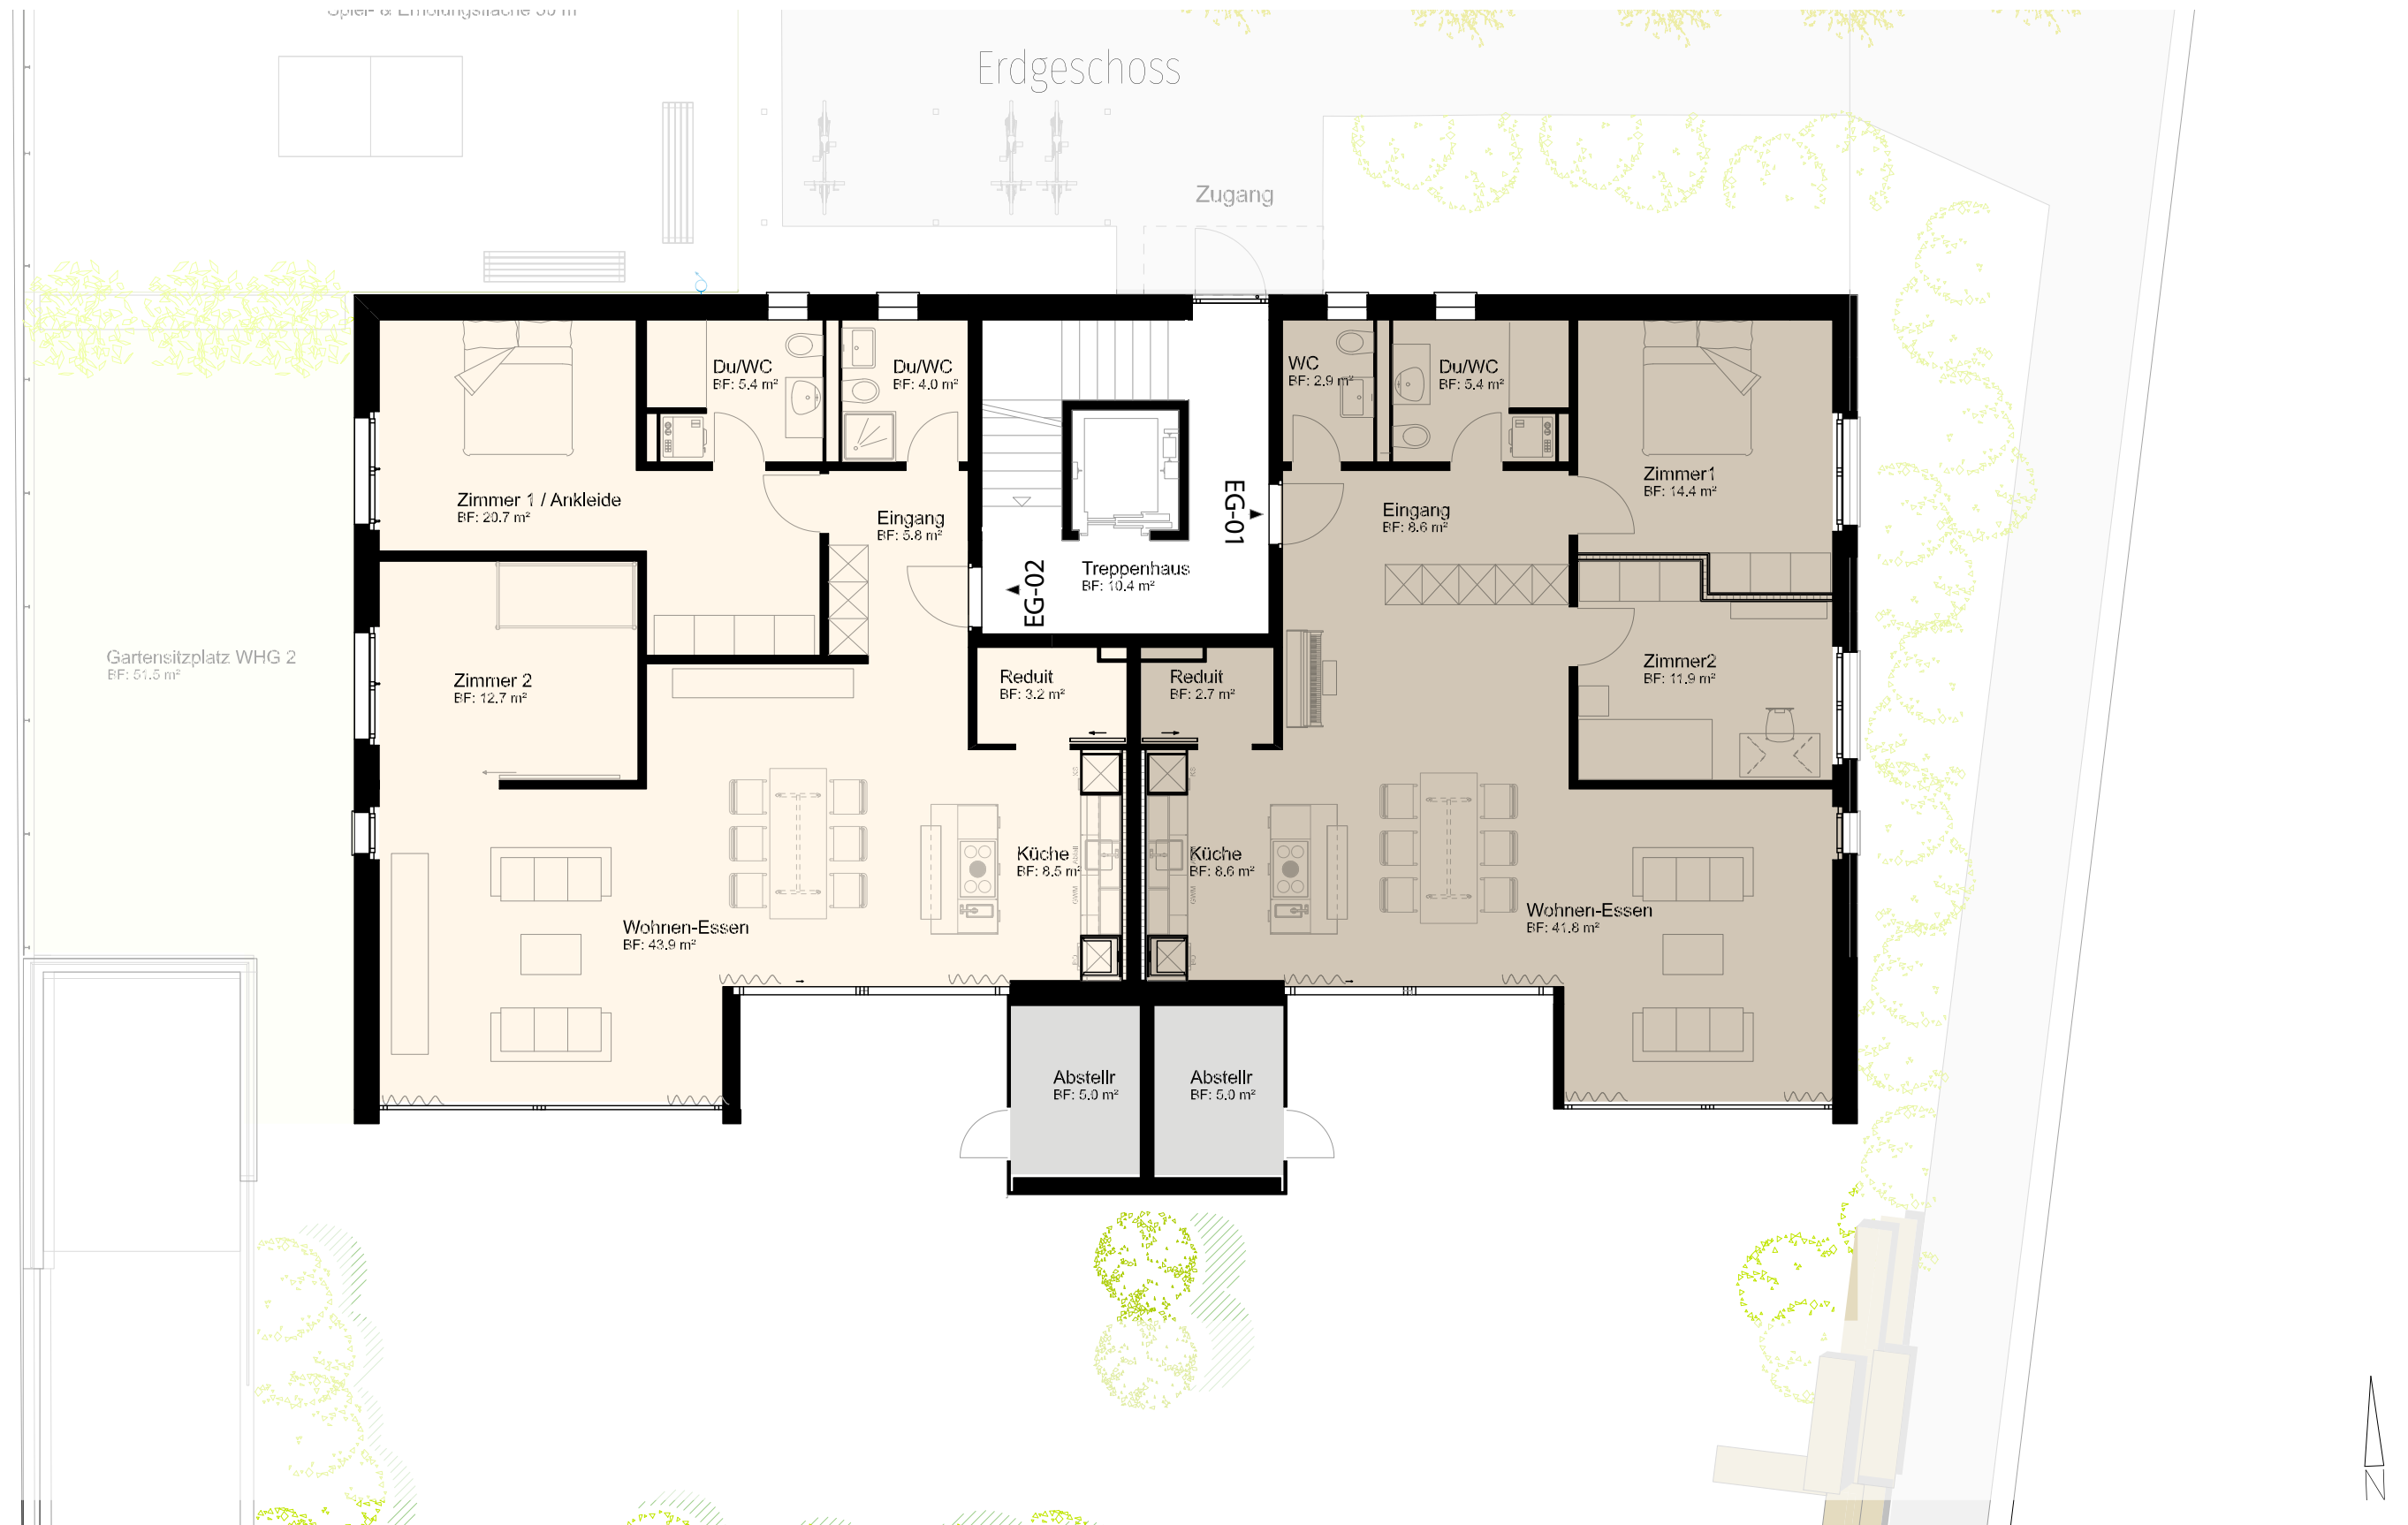 Erdgeschoss
Zugang
Du/WC
BF: 5.4 m²
Du/WC
BF: 4.0 m²
WC
BF: 2.9 m²
Du/WC
BF: 5.4 m²
Zimmer 1 / Ankleide
BF: 20.7 m²
Eingang
BF: 5.8 m²
EG-01
Eingang
BF: 8.6 m²
Zimmer1
BF: 14.4 m²
EG-02
Treppenhaus
BF: 10.4 m²
Gartensitzplatz WHG 2
BF: 51.5 m²
Zimmer 2
BF: 12.7 m²
Reduit
BF: 3.2 m²
Reduit
BF: 2.7 m²
Zimmer2
BF: 11.9 m²
Küche
BF: 8.5 m²
Küche
BF: 8.6 m²
GWM
GWM
Wohnen-Essen
BF: 43.9 m²
Wohnen-Essen
BF: 41.8 m²
Abstellr
BF: 5.0 m²
Abstellr
BF: 5.0 m²
N